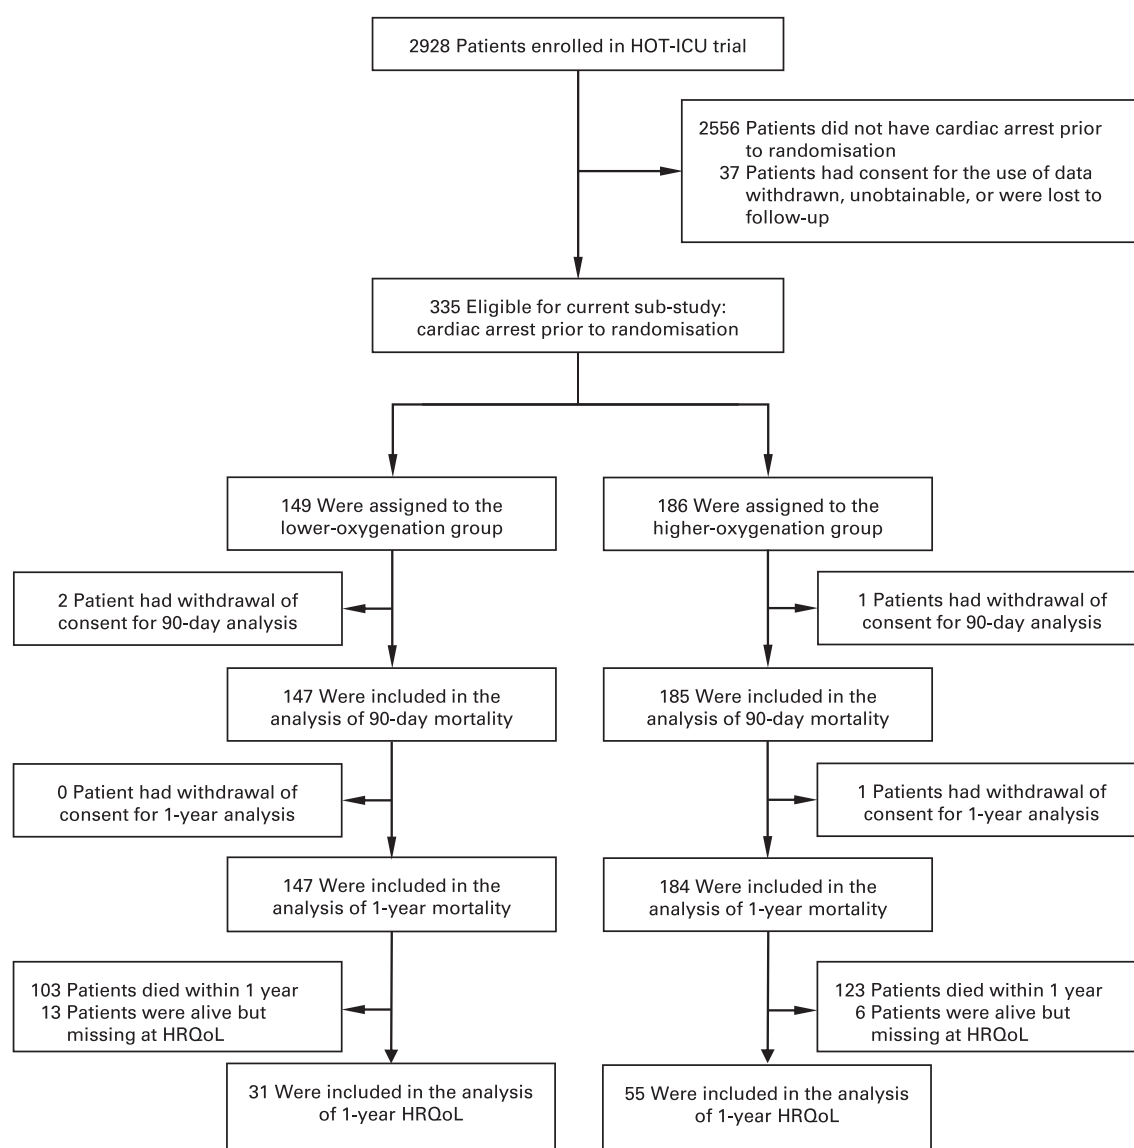 2928 Patients enrolled in HOT-ICU trial
2556 Patients did not have cardiac arrest prior
to randomisation
37 Patients had consent for the use of data
withdrawn, unobtainable, or were lost to
follow-up
335 Eligible for current sub-study:
cardiac arrest prior to randomisation
149 Were assigned to the
lower-oxygenation group
186 Were assigned to the
higher-oxygenation group
2 Patient had withdrawal of
consent for 90-day analysis
1 Patients had withdrawal of
consent for 90-day analysis
147 Were included in the
analysis of 90-day mortality
185 Were included in the
analysis of 90-day mortality
0 Patient had withdrawal of
consent for 1-year analysis
1 Patients had withdrawal of
consent for 1-year analysis
147 Were included in the
analysis of 1-year mortality
184 Were included in the
analysis of 1-year mortality
103 Patients died within 1 year
13 Patients were alive but
missing at HRQoL
123 Patients died within 1 year
6 Patients were alive but
missing at HRQoL
31 Were included in the analysis
of 1-year HRQoL
55 Were included in the analysis
of 1-year HRQoL